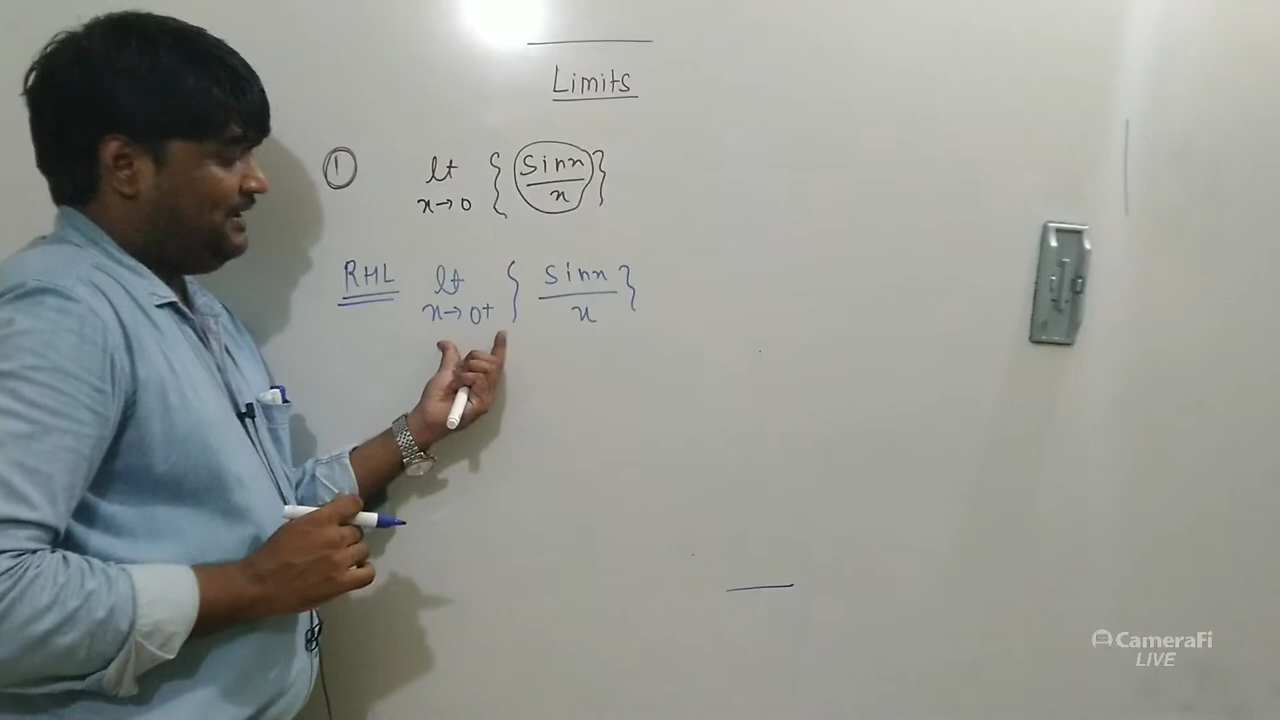 Limits
① lt x→0 { sinx/x }
RHL lt x→0+ { sinx/x }
CameraFi
LIVE